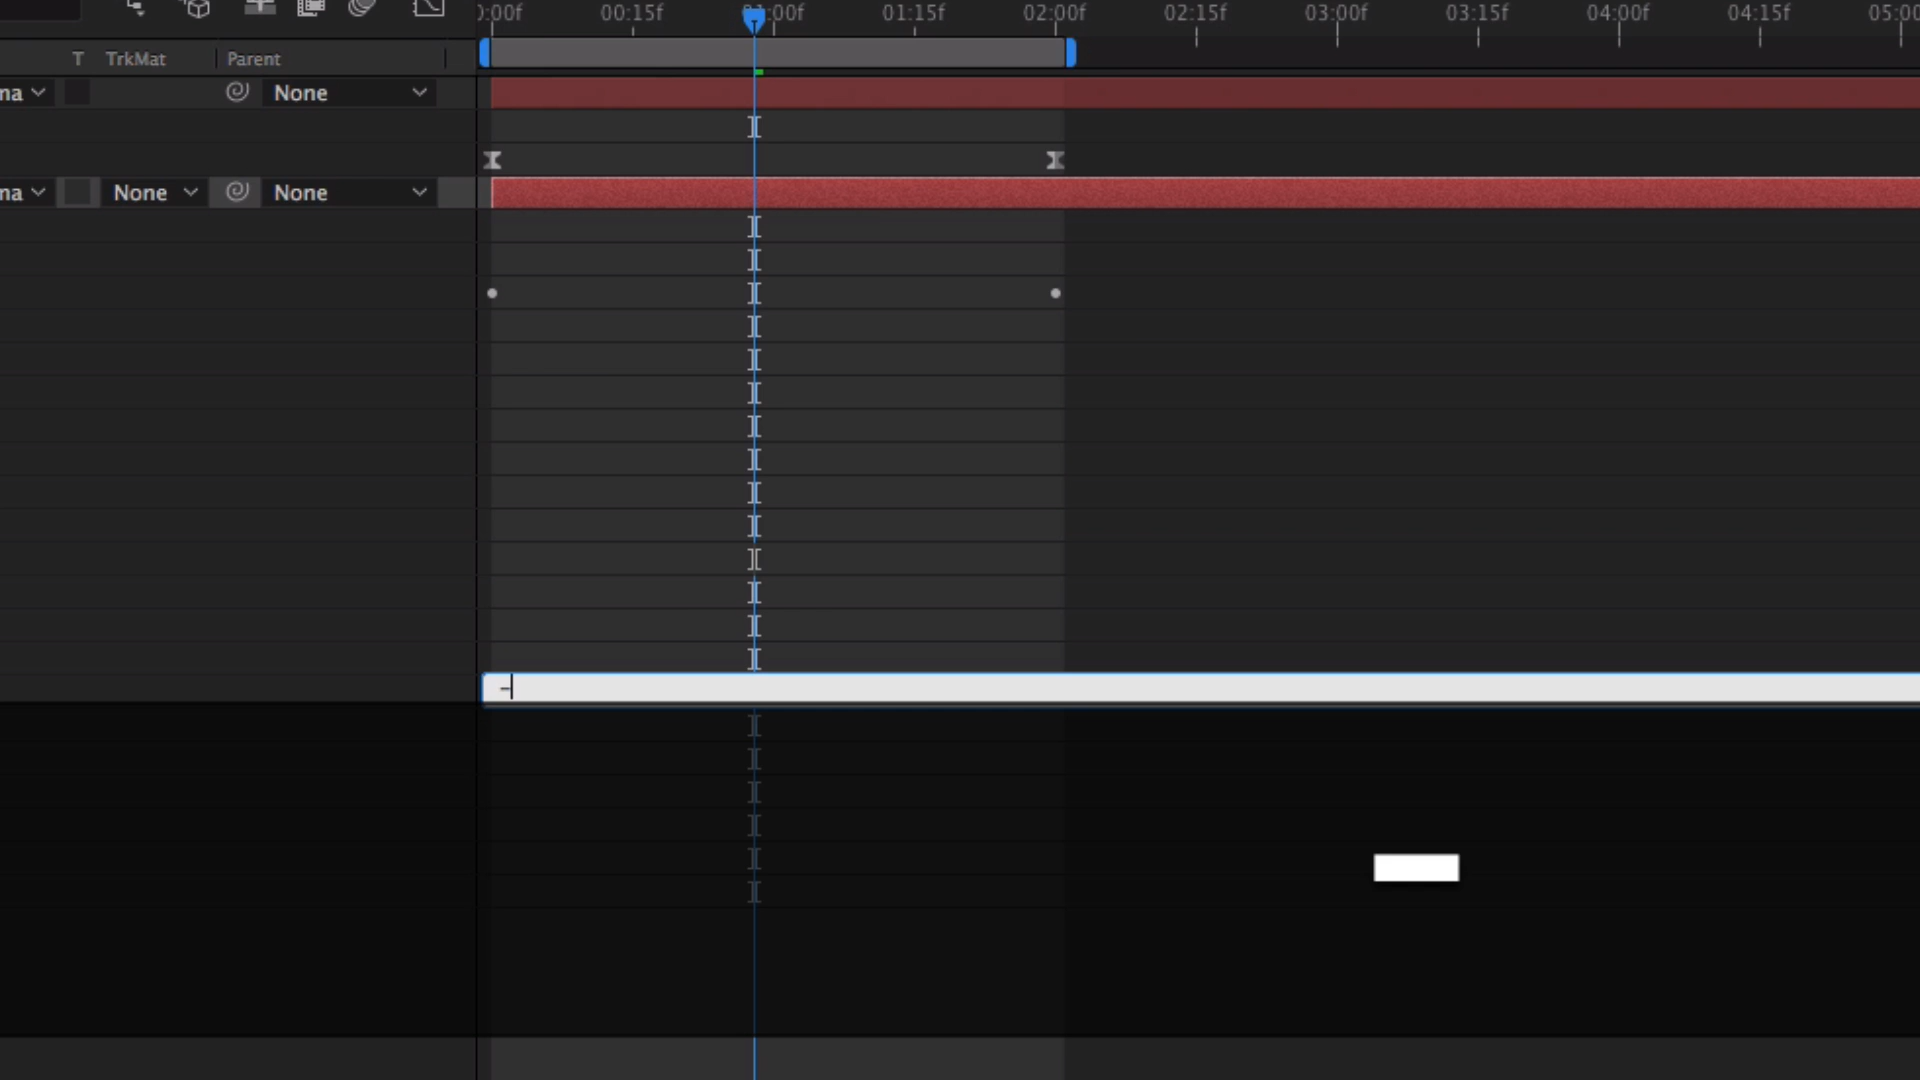 0:00f 00:15f 01:00f 01:15f 02:00f 02:15f 03:00f 03:15f 04:00f 04:15f 05:00
T TrkMat Parent
na None
na None None
-